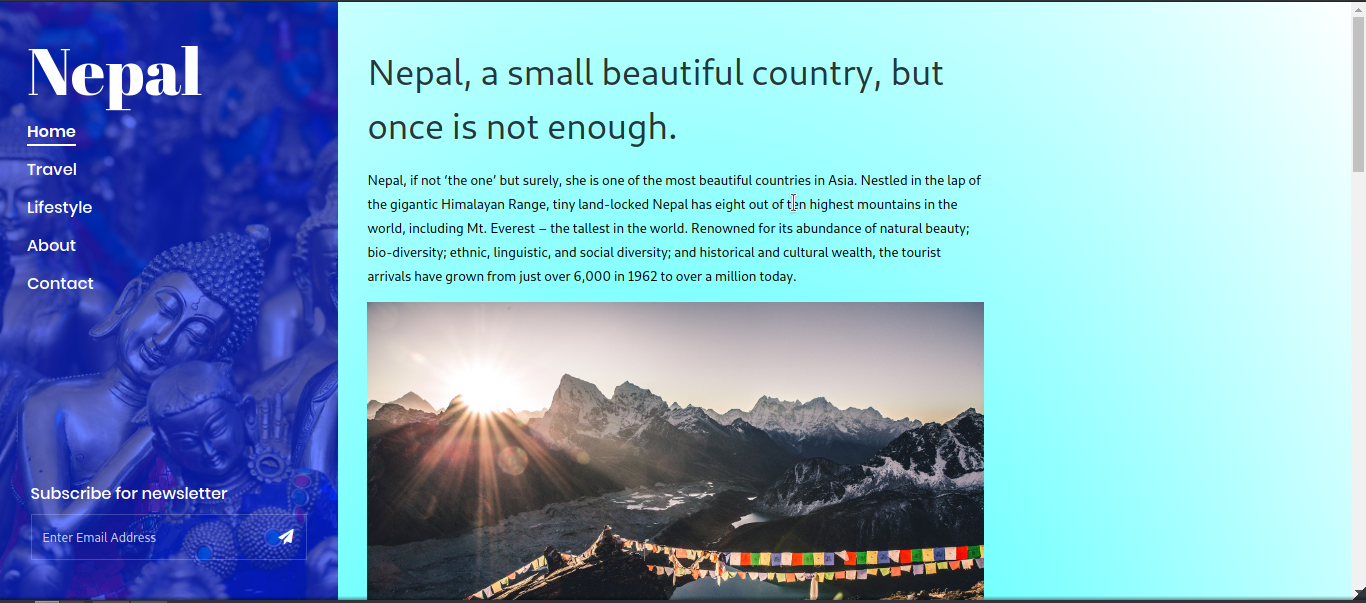 Nepal
Home
Travel
Lifestyle
About
Contact
Subscribe for newsletter
Enter Email Address
Nepal, a small beautiful country, but
once is not enough.
Nepal, if not ‘the one’ but surely, she is one of the most beautiful countries in Asia. Nestled in the lap of
the gigantic Himalayan Range, tiny land-locked Nepal has eight out of ten highest mountains in the
world, including Mt. Everest – the tallest in the world. Renowned for its abundance of natural beauty;
bio-diversity; ethnic, linguistic, and social diversity; and historical and cultural wealth, the tourist
arrivals have grown from just over 6,000 in 1962 to over a million today.